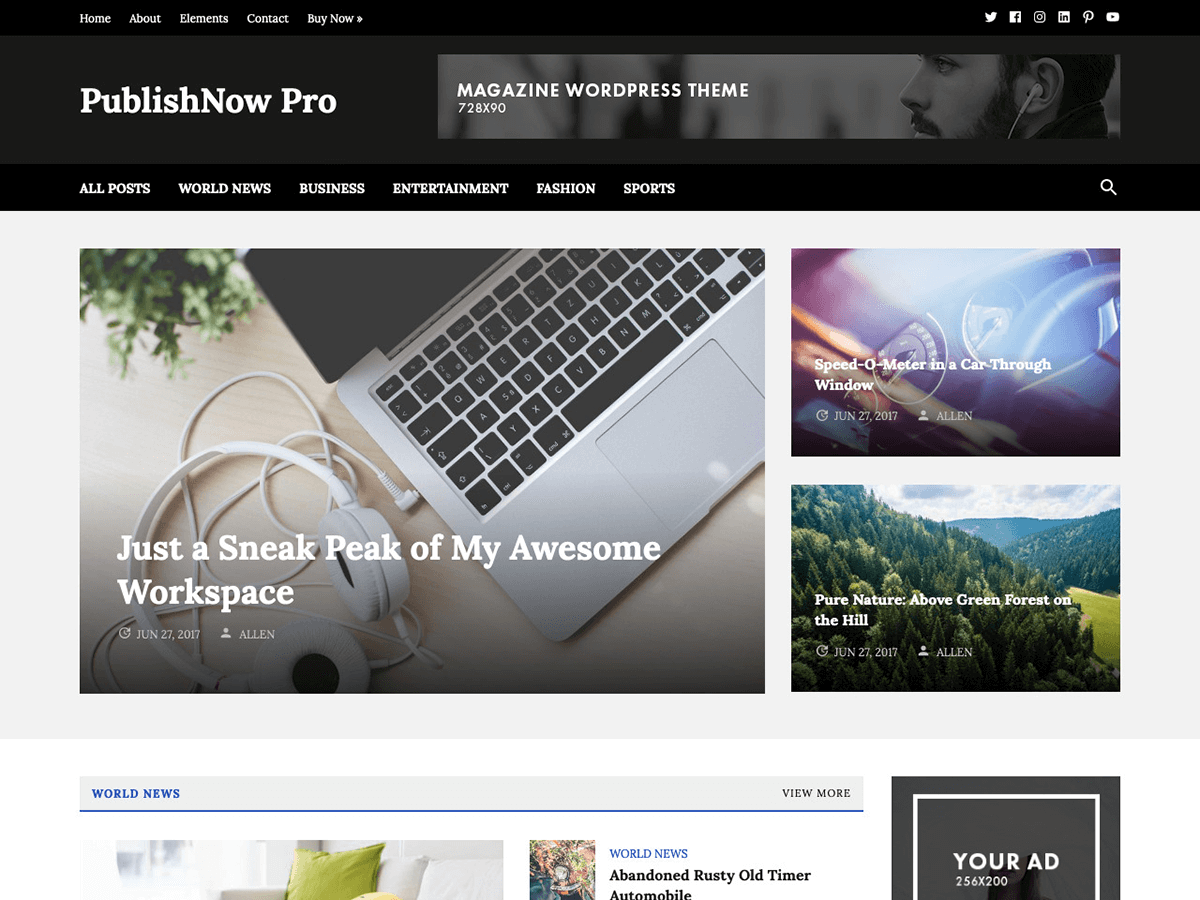 Home About Elements Contact Buy Now »
PublishNow Pro
MAGAZINE WORDPRESS THEME
728X90
ALL POSTS WORLD NEWS BUSINESS ENTERTAINMENT FASHION SPORTS
Just a Sneak Peak of My Awesome
Workspace
JUN 27, 2017 ALLEN
Speed-O-Meter in a Car Through
Window
JUN 27, 2017 ALLEN
Pure Nature: Above Green Forest on
the Hill
JUN 27, 2017 ALLEN
WORLD NEWS VIEW MORE
WORLD NEWS
Abandoned Rusty Old Timer
Automobile
YOUR AD
256X200